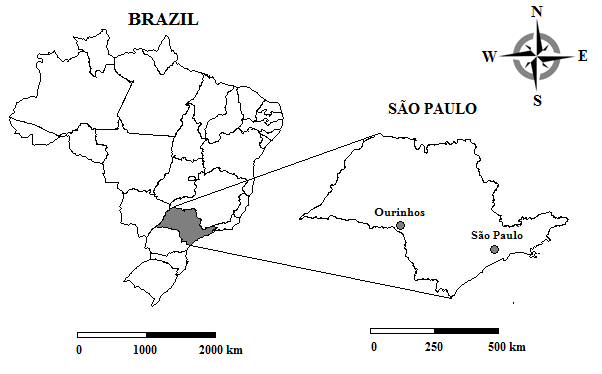 BRAZIL
N
W E
S
SÃO PAULO
Ourinhos
São Paulo
0 1000 2000 km
0 250 500 km